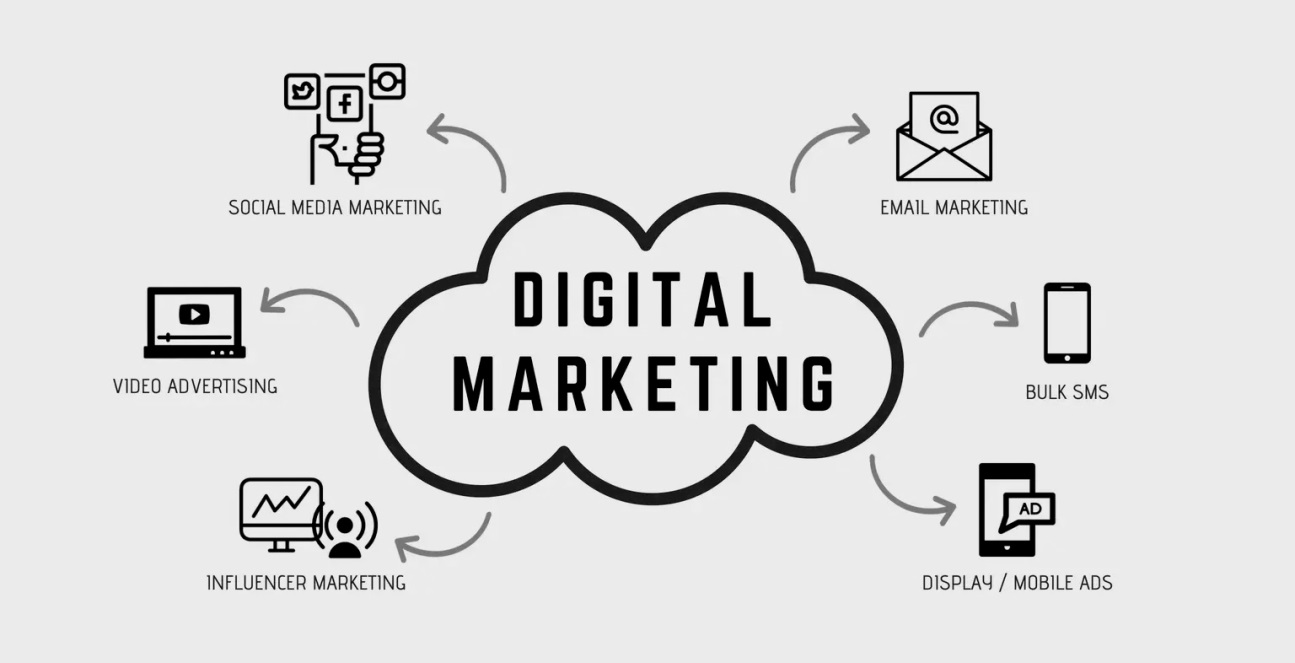 SOCIAL MEDIA MARKETING
EMAIL MARKETING
DIGITAL
MARKETING
VIDEO ADVERTISING
BULK SMS
INFLUENCER MARKETING
AD
DISPLAY / MOBILE ADS